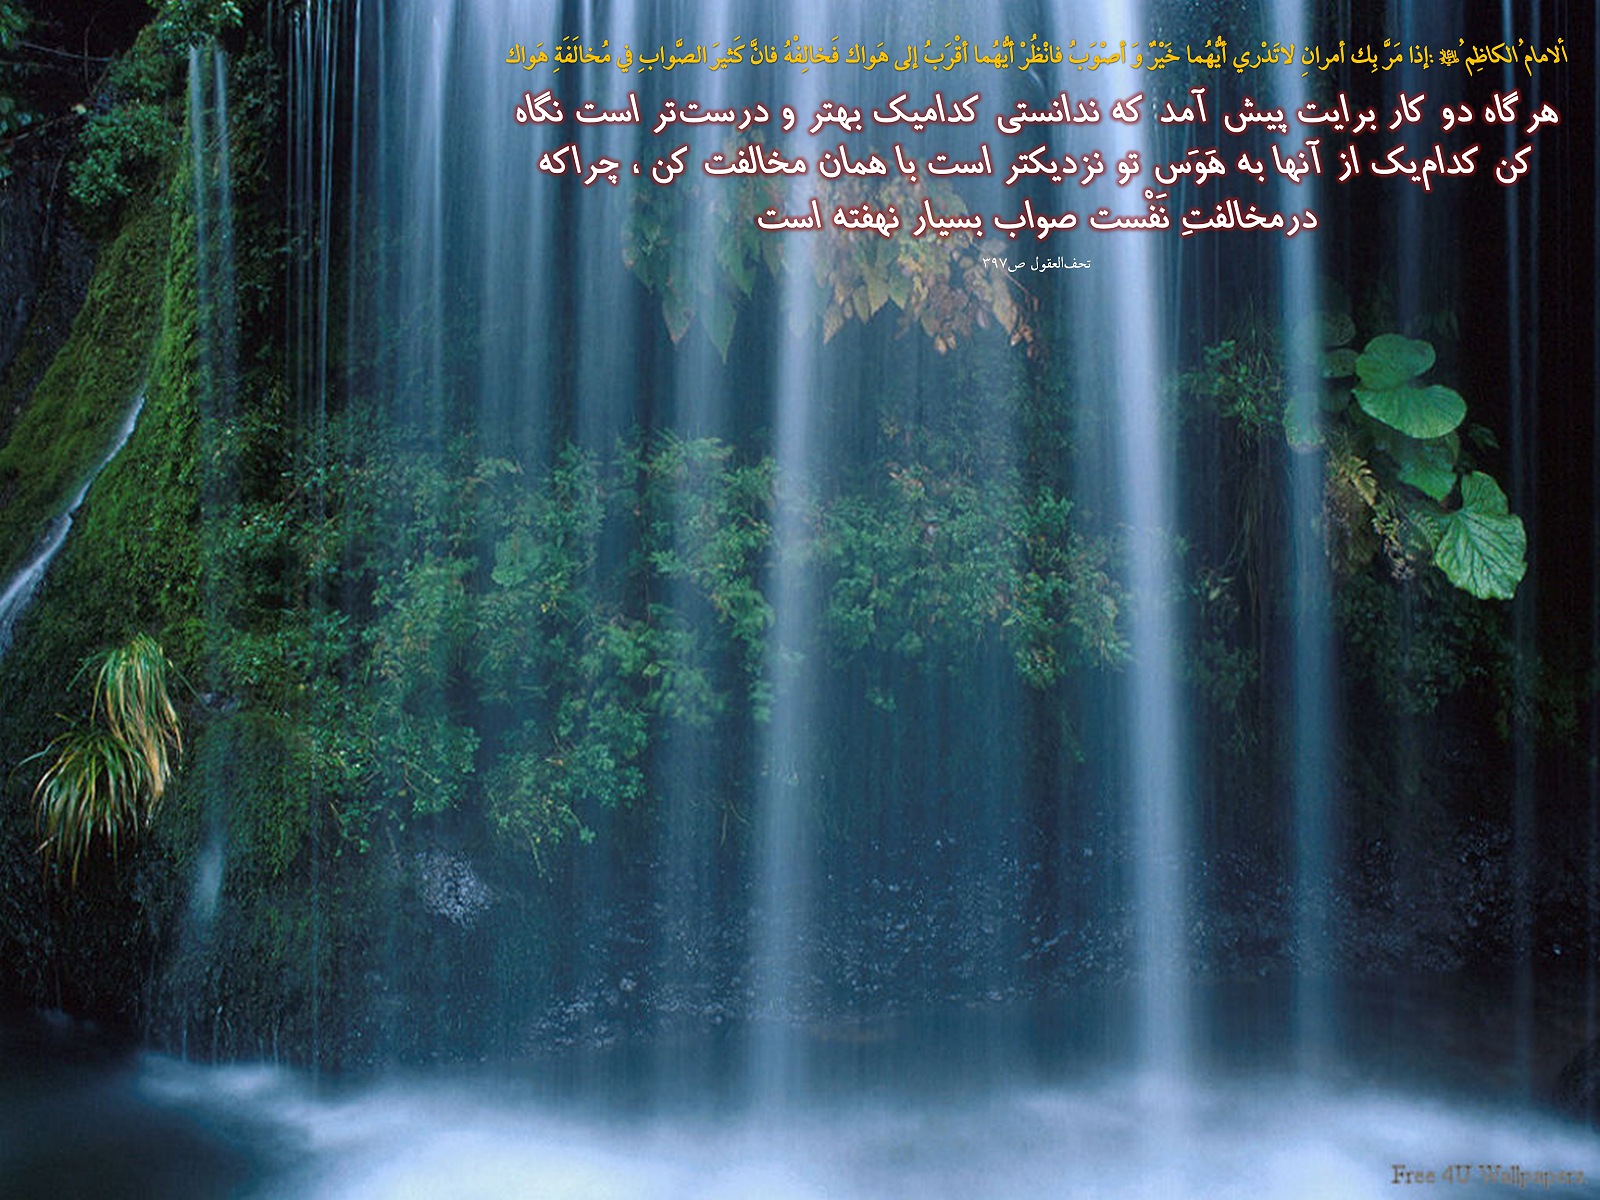 ألامامُ الكاظِمُ ﷷ :إذا مَرَّ بِك أمرانِ لاتَدْري أيُّهُما خَيْرٌ وَ أصْوَبُ فانْظُرْ أيُّهُما أقْرَبُ إلى هَواك فَخالِفْهُ فانَّ كَثيرَ الصَّوابِ في مُخالَفَةِ هَواك
هرگاه دو کار برایت پیش آمد که ندانستی کدامیک بهتر و درست‌تر است نگاه
کن کدام‌یک از آنها به هَوَسِ تو نزدیکتر است با همان مخالفت کن ، چراکه
درمخالفتِ نَفْست صواب بسیار نهفته است
تحف‌العقول ص۳۹۷
Free 4U Wallpapers